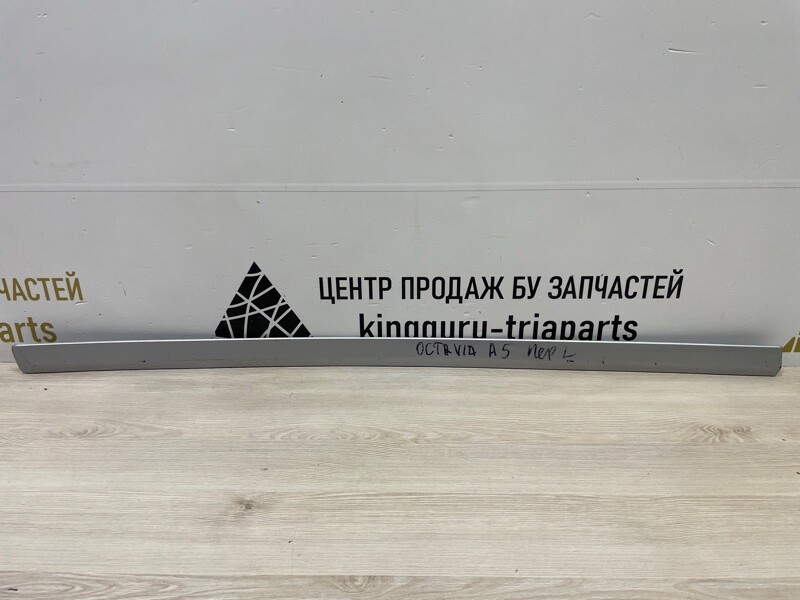 ЦЕНТР ПРОДАЖ БУ ЗАПЧАСТЕЙ
kingguru-triaparts
ЧАСТЕЙ
arts
OCTAVIA A5 ПЕР L